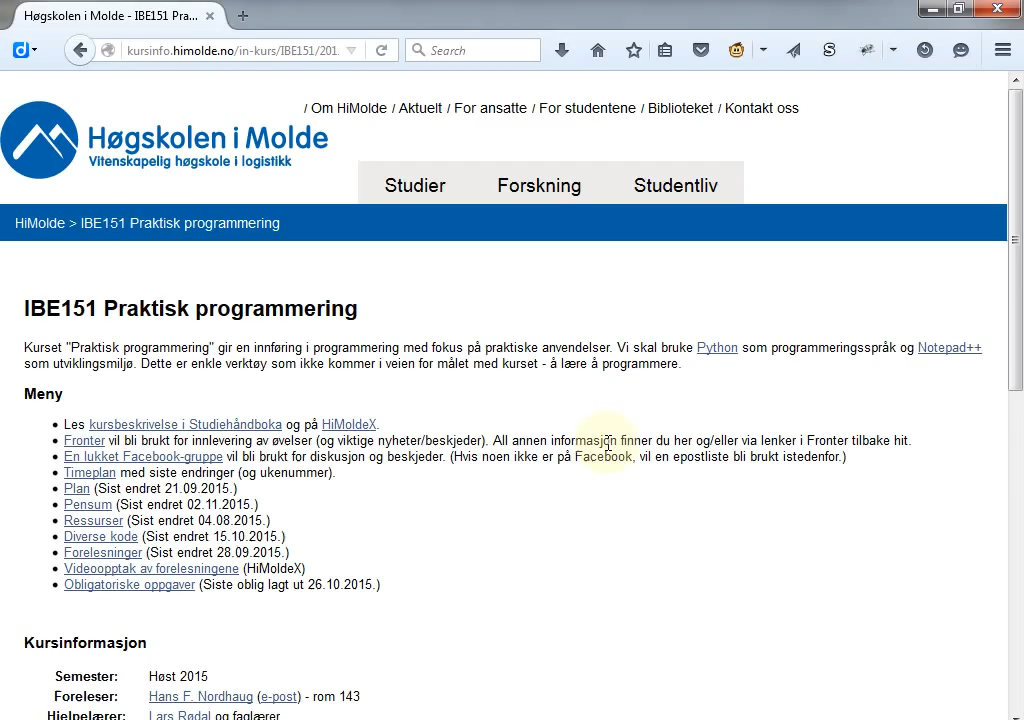 Høgskolen i Molde - IBE151 Pra...
kursinfo.himolde.no/in-kurs/IBE151/201
Search
/ Om HiMolde / Aktuelt / For ansatte / For studentene / Biblioteket / Kontakt oss
Høgskolen i Molde
Vitenskapelig høgskole i logistikk
Studier Forskning Studentliv
HiMolde > IBE151 Praktisk programmering
IBE151 Praktisk programmering
Kurset "Praktisk programmering" gir en innføring i programmering med fokus på praktiske anvendelser. Vi skal bruke Python som programmeringsspråk og Notepad++
som utviklingsmiljø. Dette er enkle verktøy som ikke kommer i veien for målet med kurset - å lære å programmere.
Meny
Les kursbeskrivelse i Studiehåndboka og på HiMoldeX.
Fronter vil bli brukt for innlevering av øvelser (og viktige nyheter/beskjeder). All annen informasjon finner du her og/eller via lenker i Fronter tilbake hit.
En lukket Facebook-gruppe vil bli brukt for diskusjon og beskjeder. (Hvis noen ikke er på Facebook, vil en epostliste bli brukt istedenfor.)
Timeplan med siste endringer (og ukenummer).
Plan (Sist endret 21.09.2015.)
Pensum (Sist endret 02.11.2015.)
Ressurser (Sist endret 04.08.2015.)
Diverse kode (Sist endret 15.10.2015.)
Forelesninger (Sist endret 28.09.2015.)
Videoopptak av forelesningene (HiMoldeX)
Obligatoriske oppgaver (Siste oblig lagt ut 26.10.2015.)
Kursinformasjon
Semester: Høst 2015
Foreleser: Hans F. Nordhaug (e-post) - rom 143
Hjelpelærer: Lars Rødal og faglærer